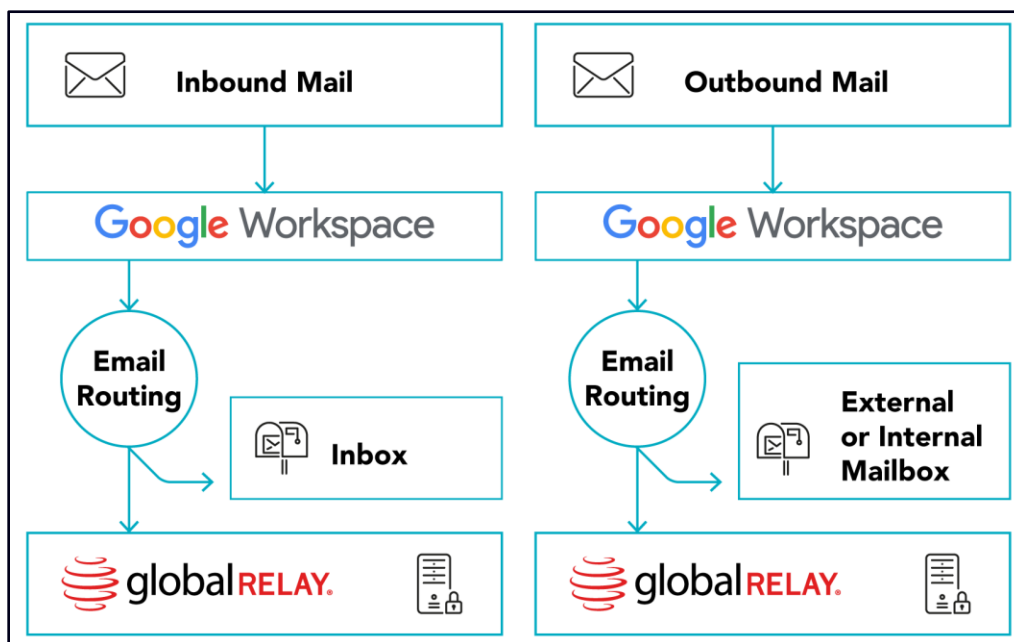 Inbound Mail
Google Workspace
Email
Routing
Inbox
globalRELAY.
Outbound Mail
Google Workspace
Email
Routing
External
or Internal
Mailbox
globalRELAY.